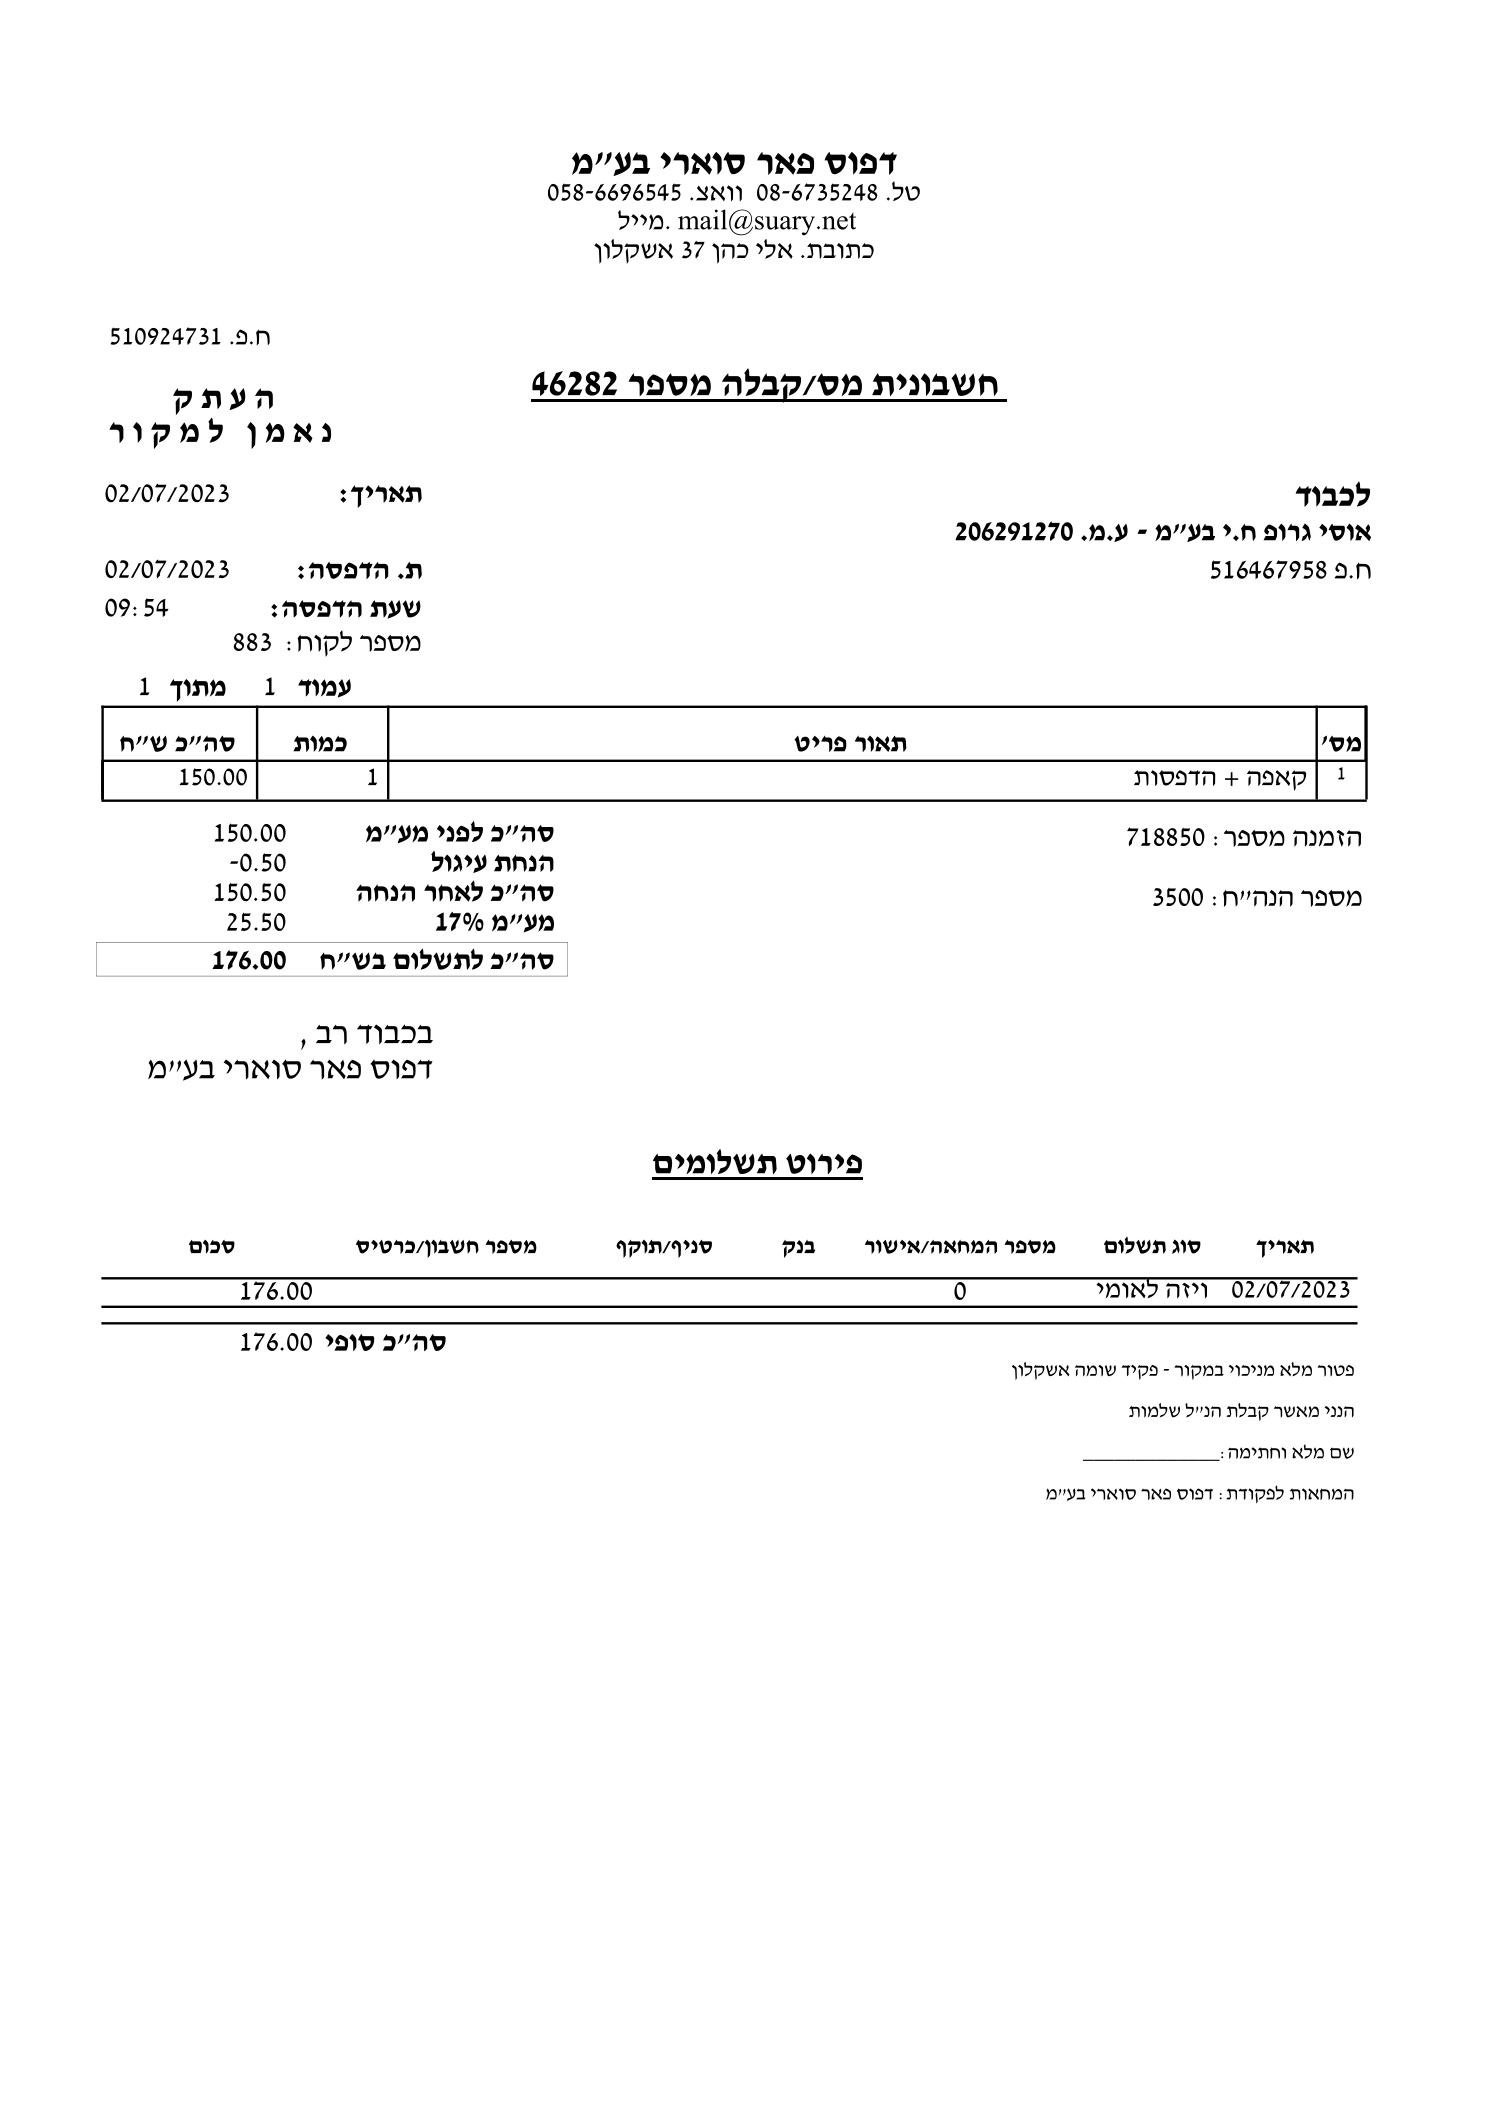 דפוס פאר סוארי בע"מ
טל. 08-6735248 וואצ. 058-6696545
מייל. mail@suary.net
כתובת. אלי כהן 37 אשקלון
ח.פ. 510924731
חשבונית מס/קבלה מספר 46282
העתק
נאמן למקור
לכבוד
תאריך: 02/07/2023
אוסי גרופ ח.י בע"מ - ע.מ. 206291270
ח.פ 516467958
ת. הדפסה: 02/07/2023
שעת הדפסה: 09:54
מספר לקוח: 883
עמוד 1 מתוך 1
מס' תאור פריט כמות סה"כ ש"ח
1 קאפה + הדפסות 1 150.00
הזמנה מספר: 718850
סה"כ לפני מע"מ 150.00
הנחת עיגול -0.50
סה"כ לאחר הנחה 150.50
מספר הנה"ח: 3500
מע"מ 17% 25.50
סה"כ לתשלום בש"ח 176.00
בכבוד רב,
דפוס פאר סוארי בע"מ
פירוט תשלומים
תאריך סוג תשלום מספר המחאה/אישור בנק סניף/תוקף מספר חשבון/כרטיס סכום
02/07/2023 ויזה לאומי 0 176.00
סה"כ סופי 176.00
פטור מלא מניכוי במקור - פקיד שומה אשקלון
הנני מאשר קבלת הנ"ל שלמות
שם מלא וחתימה:_____________
המחאות לפקודת: דפוס פאר סוארי בע"מ